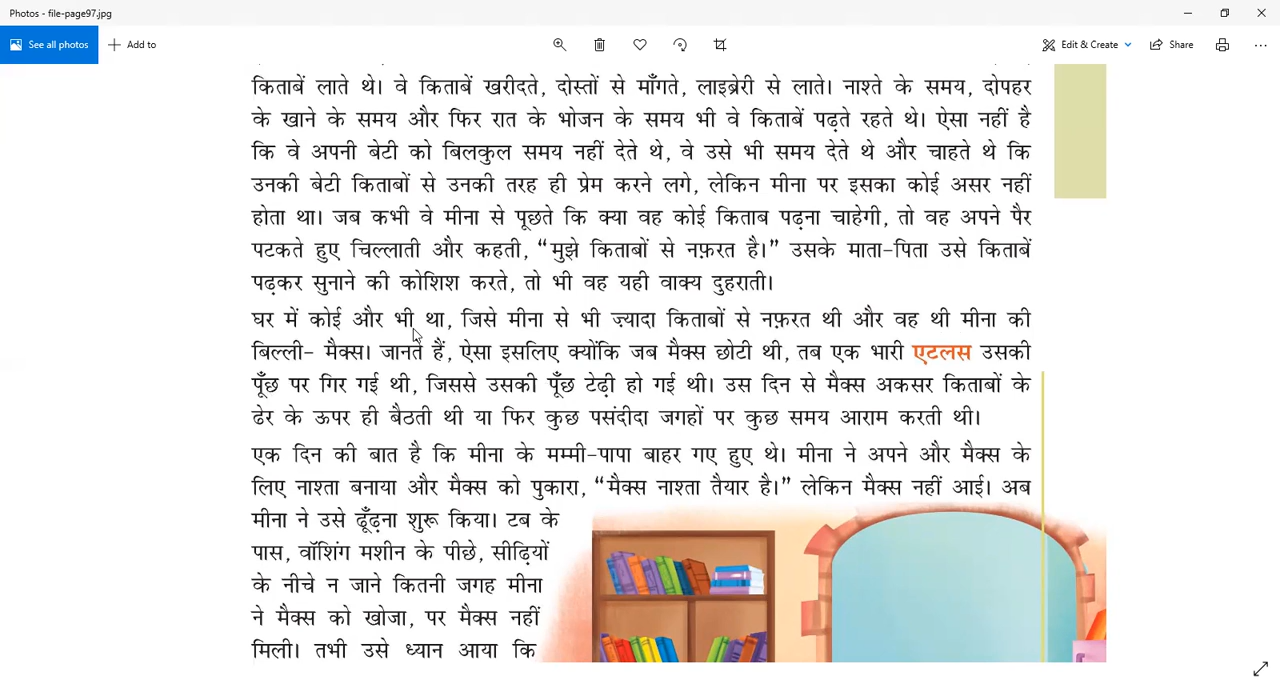 Photos - file-page97.jpg
See all photos
Add to
Edit & Create
Share
किताबें लाते थे। वे किताबें खरीदते, दोस्तों से माँगते, लाइब्रेरी से लाते। नाश्ते के समय, दोपहर
के खाने के समय और फिर रात के भोजन के समय भी वे किताबें पढ़ते रहते थे। ऐसा नहीं है
कि वे अपनी बेटी को बिलकुल समय नहीं देते थे, वे उसे भी समय देते थे और चाहते थे कि
उनकी बेटी किताबों से उनकी तरह ही प्रेम करने लगे, लेकिन मीना पर इसका कोई असर नहीं
होता था। जब कभी वे मीना से पूछते कि क्या वह कोई किताब पढ़ना चाहेगी, तो वह अपने पैर
पटकते हुए चिल्लाती और कहती, “मुझे किताबों से नफ़रत है।” उसके माता-पिता उसे किताबें
पढ़कर सुनाने की कोशिश करते, तो भी वह यही वाक्य दुहराती।
घर में कोई और भी था, जिसे मीना से भी ज़्यादा किताबों से नफ़रत थी और वह थी मीना की
बिल्ली- मैक्स। जानते हैं, ऐसा इसलिए क्योंकि जब मैक्स छोटी थी, तब एक भारी एटलस उसकी
पूँछ पर गिर गई थी, जिससे उसकी पूँछ टेढ़ी हो गई थी। उस दिन से मैक्स अकसर किताबों के
ढेर के ऊपर ही बैठती थी या फिर कुछ पसंदीदा जगहों पर कुछ समय आराम करती थी।
एक दिन की बात है कि मीना के मम्मी-पापा बाहर गए हुए थे। मीना ने अपने और मैक्स के
लिए नाश्ता बनाया और मैक्स को पुकारा, “मैक्स नाश्ता तैयार है।” लेकिन मैक्स नहीं आई। अब
मीना ने उसे ढूँढ़ना शुरू किया। टब के
पास, वॉशिंग मशीन के पीछे, सीढ़ियों
के नीचे न जाने कितनी जगह मीना
ने मैक्स को खोजा, पर मैक्स नहीं
मिली। तभी उसे ध्यान आया कि